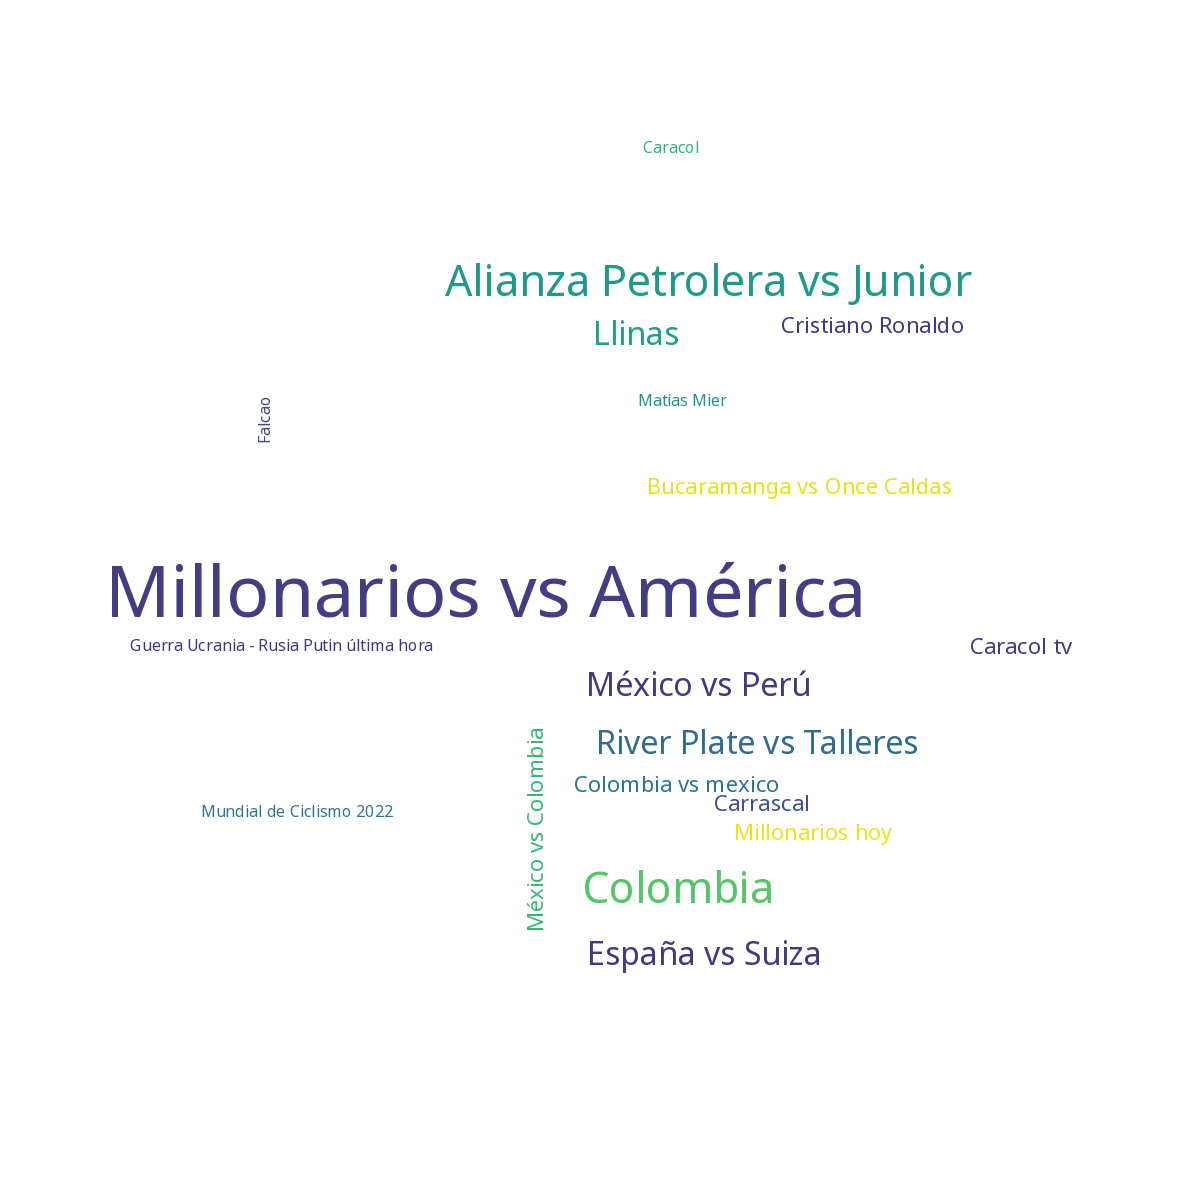 Caracol
Alianza Petrolera vs Junior
Cristiano Ronaldo
Llinas
Matias Mier
Falcao
Bucaramanga vs Once Caldas
Millonarios vs América
Guerra Ucrania - Rusia Putin última hora
Caracol tv
México vs Perú
River Plate vs Talleres
México vs Colombia
Colombia vs mexico
Carrascal
Mundial de Ciclismo 2022
Millonarios hoy
Colombia
España vs Suiza